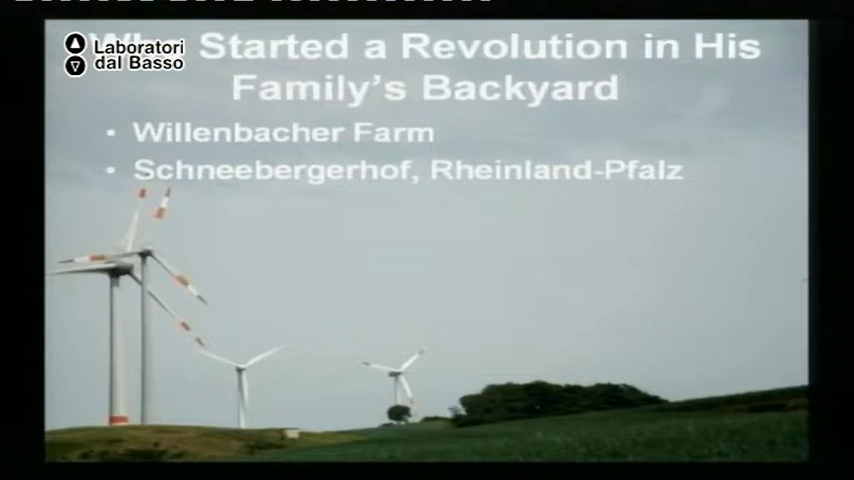 Laboratori
dal Basso
Started a Revolution in His
Family's Backyard
• Willenbacher Farm
• Schneebergerhof, Rheinland-Pfalz